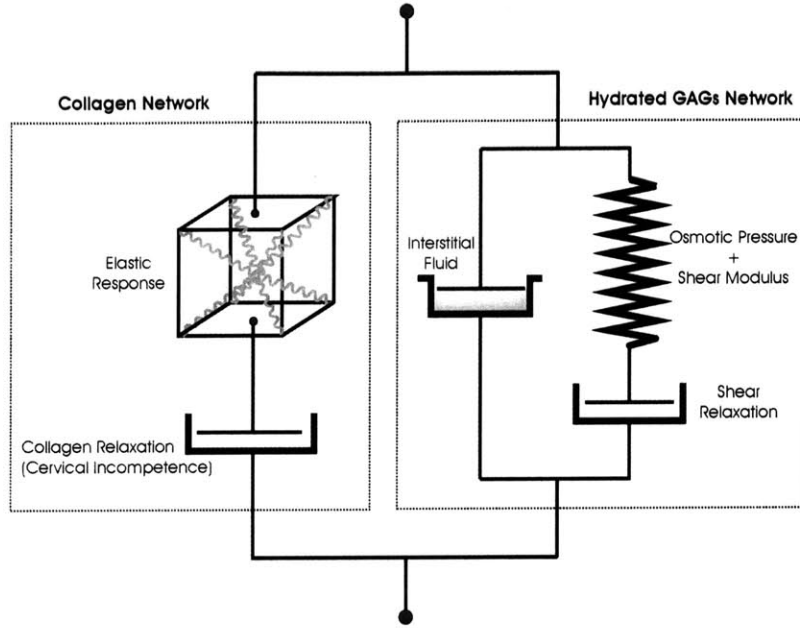 Collagen Network
Hydrated GAGs Network
Elastic
Response
Interstitial
Fluid
Osmotic Pressure
+
Shear Modulus
Shear
Relaxation
Collagen Relaxation
(Cervical Incompetence)